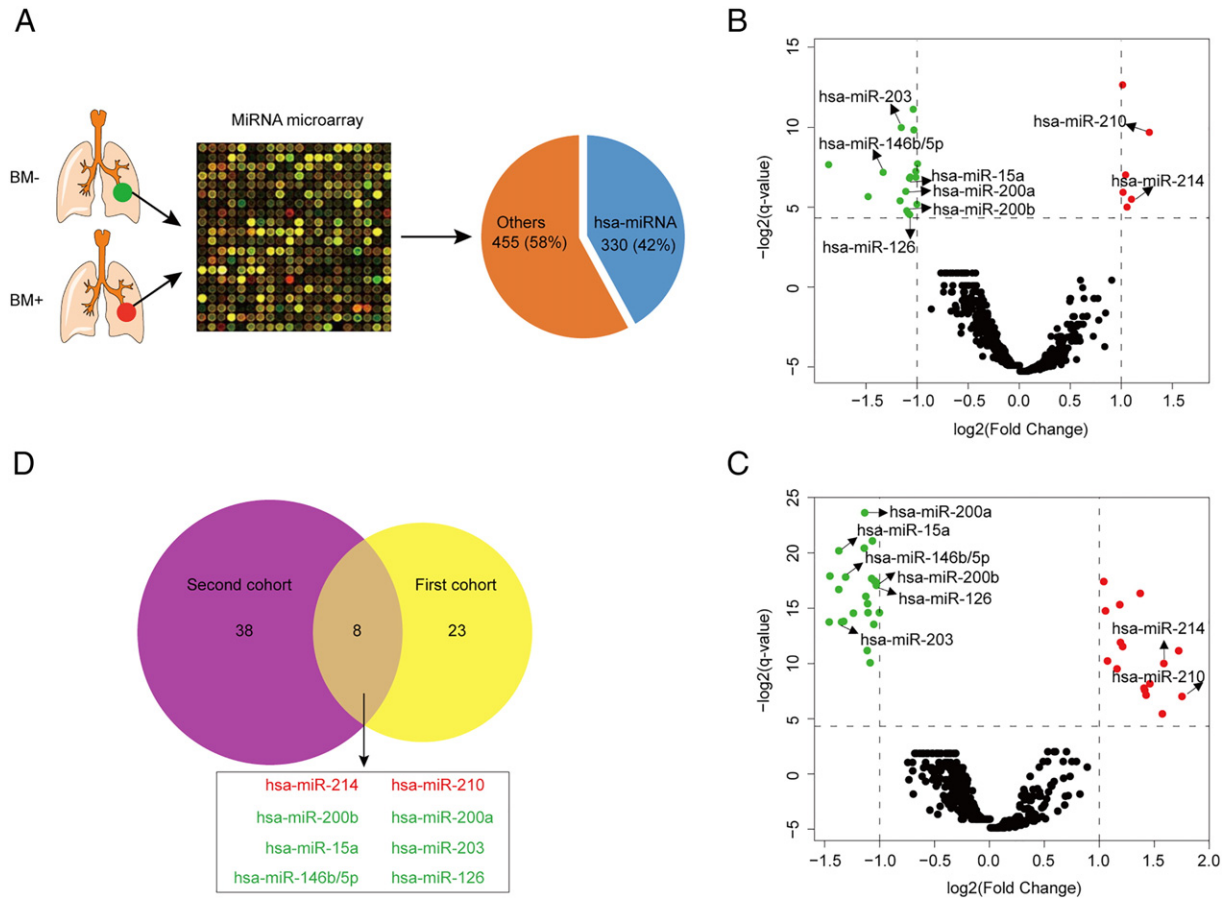 A
MiRNA microarray
BM-
BM+
Others
455 (58%)
hsa-miRNA
330 (42%)
B
15
10
5
0
−5
−log2(q-value)
hsa-miR-203
hsa-miR-146b/5p
hsa-miR-15a
hsa-miR-200a
hsa-miR-200b
hsa-miR-126
hsa-miR-210
hsa-miR-214
−1.5 −1.0 −0.5 0.0 0.5 1.0 1.5
log2(Fold Change)
D
Second cohort
First cohort
38
8
23
hsa-miR-214 hsa-miR-210
hsa-miR-200b hsa-miR-200a
hsa-miR-15a hsa-miR-203
hsa-miR-146b/5p hsa-miR-126
C
25
20
15
10
5
0
−5
−log2(q-value)
hsa-miR-200a
hsa-miR-15a
hsa-miR-146b/5p
hsa-miR-200b
hsa-miR-126
hsa-miR-203
hsa-miR-214
hsa-miR-210
−1.5 −1.0 −0.5 0.0 0.5 1.0 1.5 2.0
log2(Fold Change)